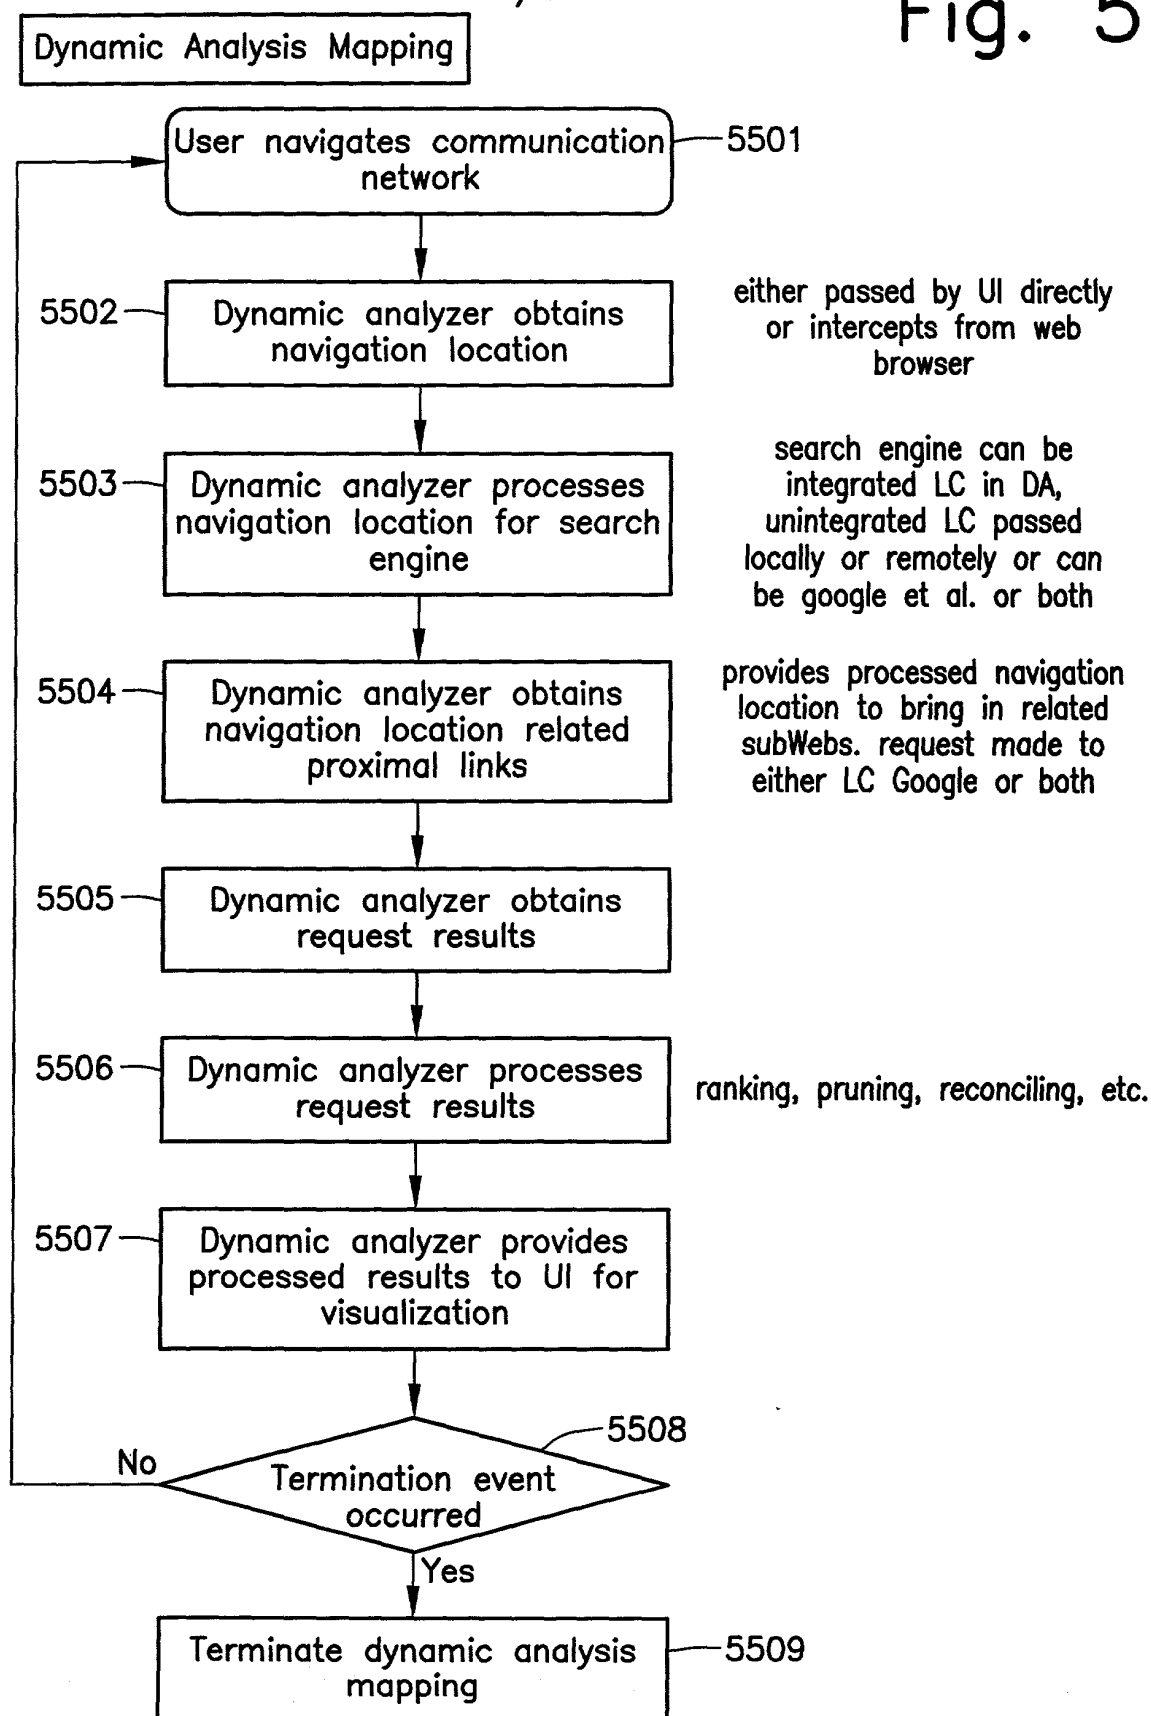 Fig. 5
Dynamic Analysis Mapping
User navigates communication
network
5501
5502
Dynamic analyzer obtains
navigation location
either passed by UI directly
or intercepts from web
browser
5503
Dynamic analyzer processes
navigation location for search
engine
search engine can be
integrated LC in DA,
unintegrated LC passed
locally or remotely or can
be google et al. or both
5504
Dynamic analyzer obtains
navigation location related
proximal links
provides processed navigation
location to bring in related
subWebs. request made to
either LC Google or both
5505
Dynamic analyzer obtains
request results
5506
Dynamic analyzer processes
request results
ranking, pruning, reconciling, etc.
5507
Dynamic analyzer provides
processed results to UI for
visualization
5508
No
Termination event
occurred
Yes
Terminate dynamic analysis
mapping
5509